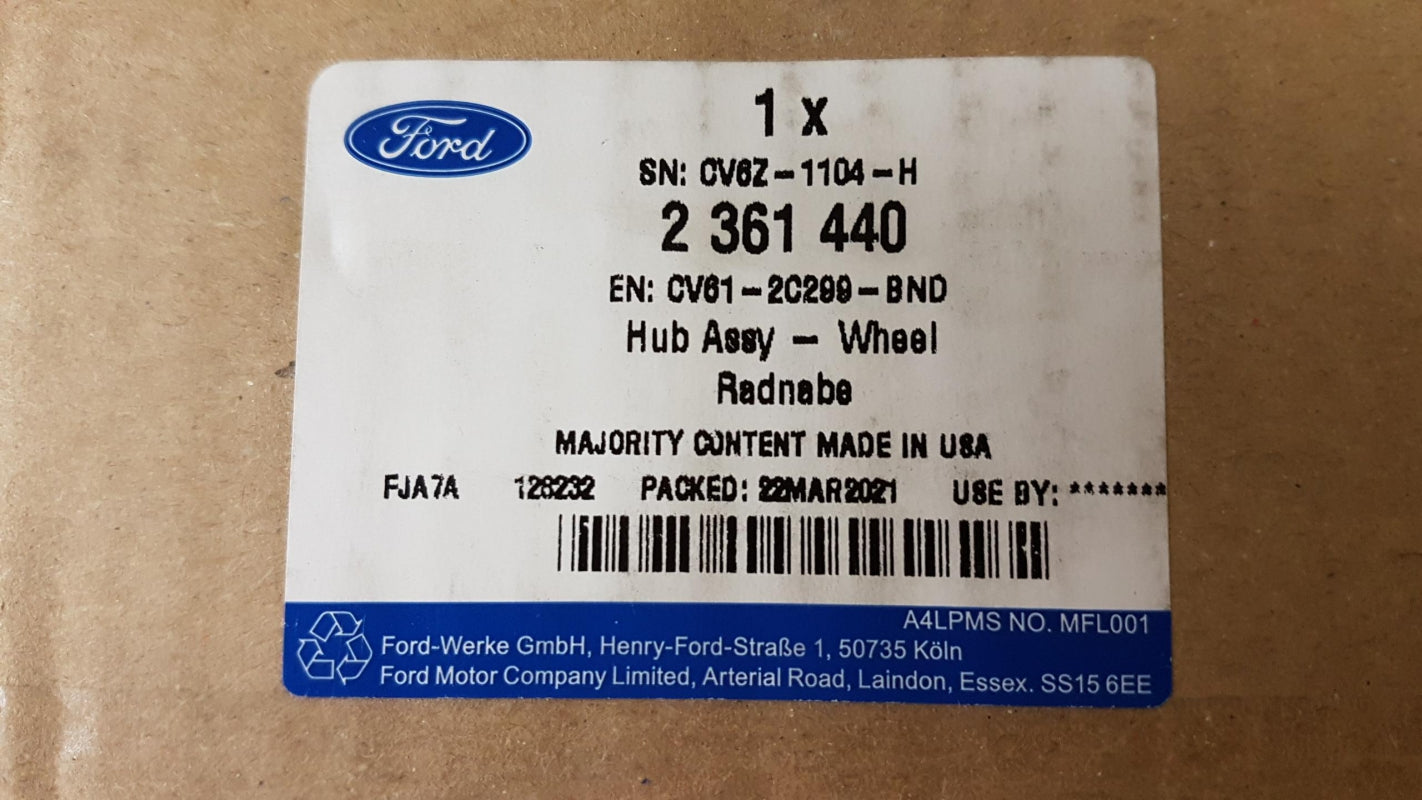 Ford
1 x
SN: CV6Z-1104-H
2 361 440
EN: CV61-2C299-BND
Hub Assy - Wheel
Radnabe
MAJORITY CONTENT MADE IN USA
FJA7A 126232 PACKED: 22MAR2021 USE BY: *******
A4LPMS NO. MFL001
Ford-Werke GmbH, Henry-Ford-Straße 1, 50735 Köln
Ford Motor Company Limited, Arterial Road, Laindon, Essex. SS15 6EE